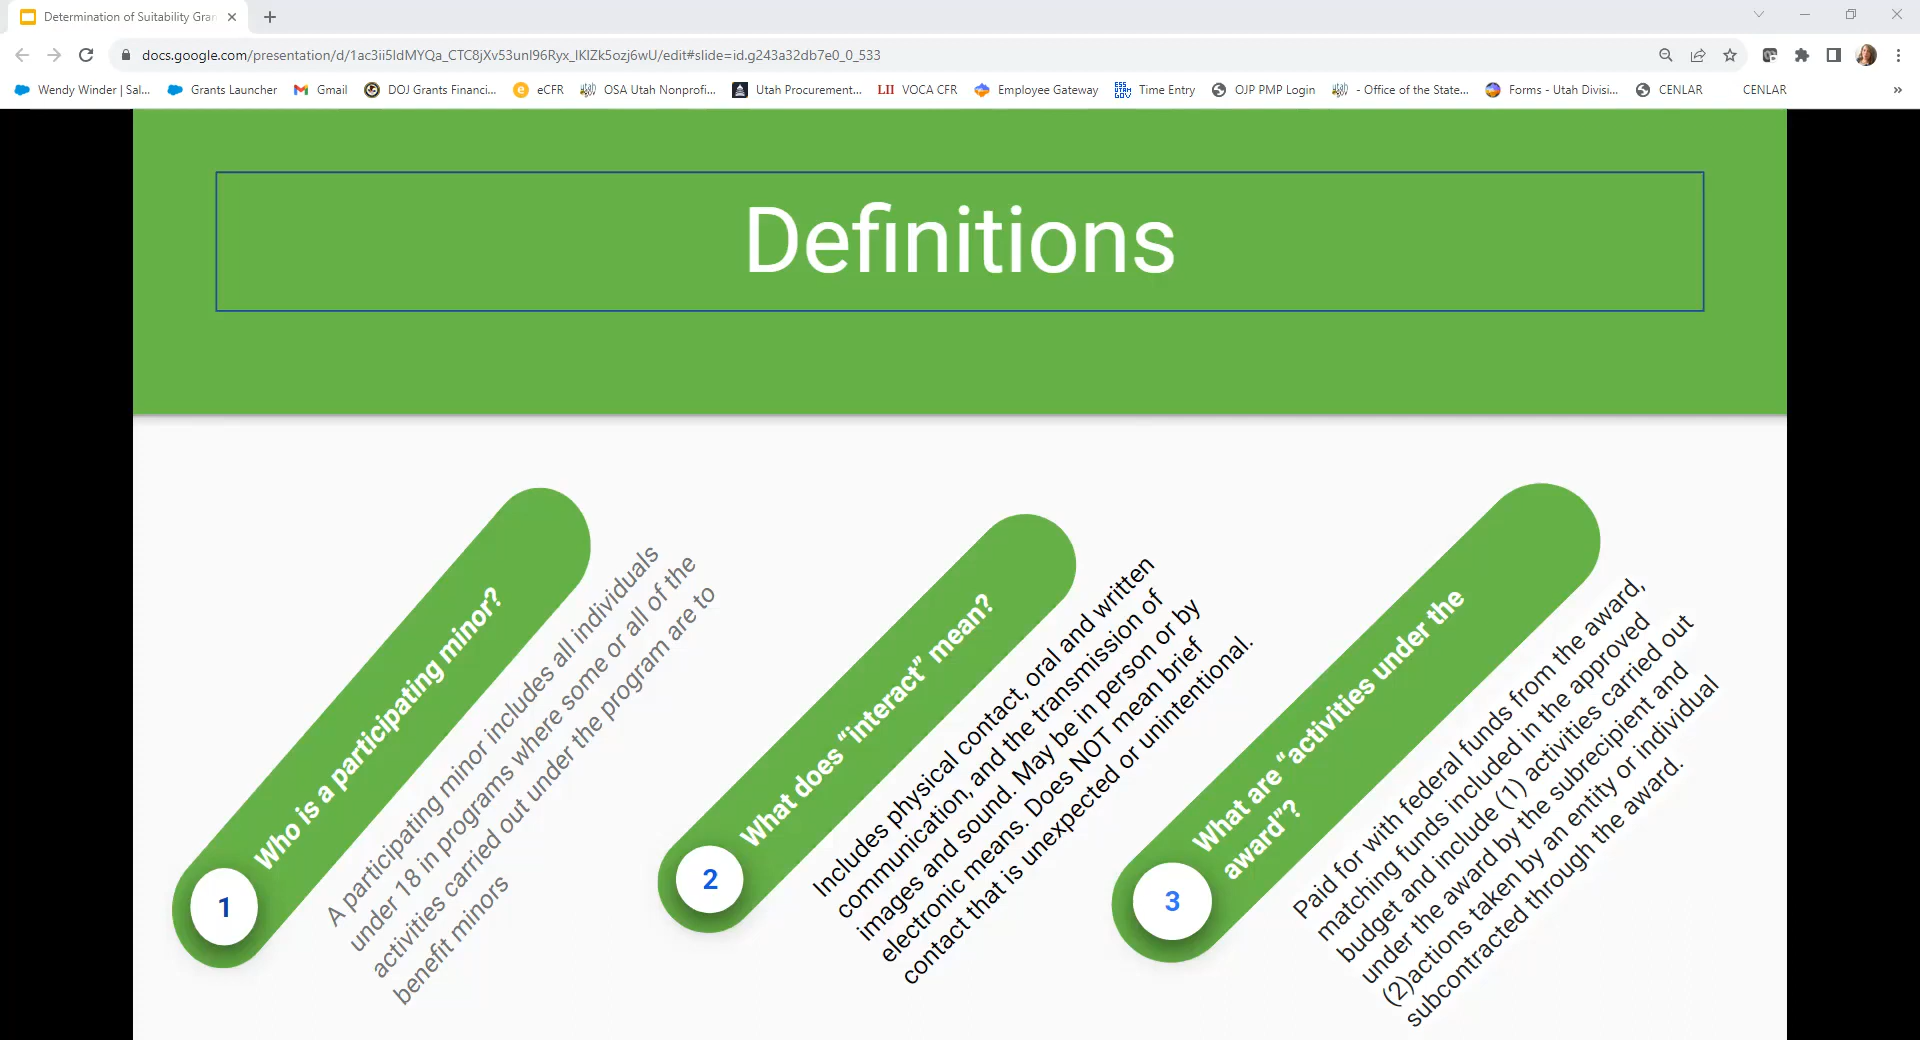 Determination of Suitability Gran
docs.google.com/presentation/d/1ac3ii5ldMYQa_CTC8jXv53unI96Ryx_IKIZk5ozj6wU/edit#slide=id.g243a32db7e0_0_533
Wendy Winder | Sal...
Grants Launcher
Gmail
DOJ Grants Financi...
eCFR
OSA Utah Nonprofi...
Utah Procurement...
LII VOCA CFR
Employee Gateway
Time Entry
OJP PMP Login
- Office of the State...
Forms - Utah Divisi...
CENLAR
CENLAR
Definitions
1
Who is a participating minor?
A participating minor includes all individuals
under 18 in programs where some or all of the
activities carried out under the program are to
benefit minors
2
What does “interact” mean?
Includes physical contact, oral and written
communication, and the transmission of
images and sound. May be in person or by
electronic means. Does NOT mean brief
contact that is unexpected or unintentional.
3
What are “activities under the
award”?
Paid for with federal funds from the award,
matching funds included in the approved
budget and include (1) activities carried out
under the award by the subrecipient and
(2)actions taken by an entity or individual
subcontracted through the award.